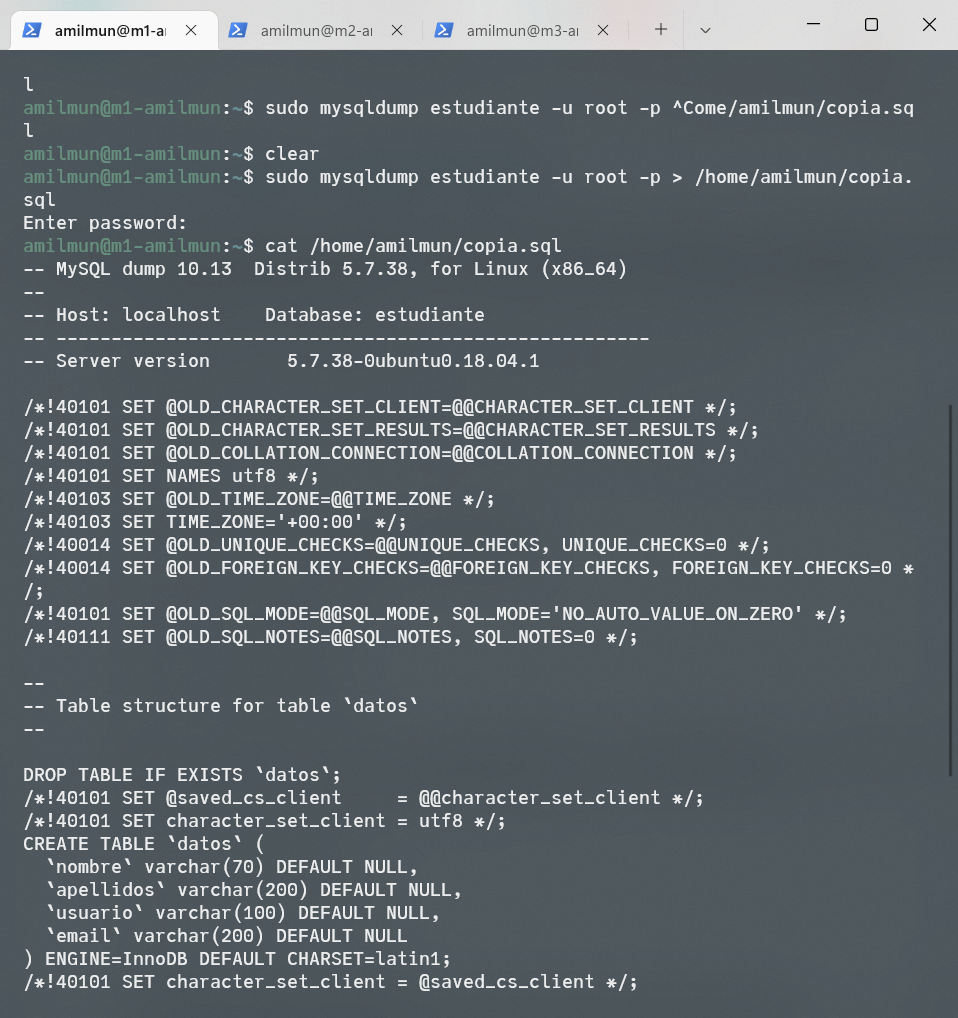 amilmun@m1-a
amilmun@m2-a
amilmun@m3-a
l
amilmun@m1-amilmun:~$ sudo mysqldump estudiante -u root -p ^Come/amilmun/copia.sq
l
amilmun@m1-amilmun:~$ clear
amilmun@m1-amilmun:~$ sudo mysqldump estudiante -u root -p > /home/amilmun/copia.
sql
Enter password:
amilmun@m1-amilmun:~$ cat /home/amilmun/copia.sql
-- MySQL dump 10.13  Distrib 5.7.38, for Linux (x86_64)
--
-- Host: localhost    Database: estudiante
-- ------------------------------------------------------
-- Server version       5.7.38-0ubuntu0.18.04.1

/*!40101 SET @OLD_CHARACTER_SET_CLIENT=@@CHARACTER_SET_CLIENT */;
/*!40101 SET @OLD_CHARACTER_SET_RESULTS=@@CHARACTER_SET_RESULTS */;
/*!40101 SET @OLD_COLLATION_CONNECTION=@@COLLATION_CONNECTION */;
/*!40101 SET NAMES utf8 */;
/*!40103 SET @OLD_TIME_ZONE=@@TIME_ZONE */;
/*!40103 SET TIME_ZONE='+00:00' */;
/*!40014 SET @OLD_UNIQUE_CHECKS=@@UNIQUE_CHECKS, UNIQUE_CHECKS=0 */;
/*!40014 SET @OLD_FOREIGN_KEY_CHECKS=@@FOREIGN_KEY_CHECKS, FOREIGN_KEY_CHECKS=0 *
/;
/*!40101 SET @OLD_SQL_MODE=@@SQL_MODE, SQL_MODE='NO_AUTO_VALUE_ON_ZERO' */;
/*!40111 SET @OLD_SQL_NOTES=@@SQL_NOTES, SQL_NOTES=0 */;

--
-- Table structure for table `datos`
--

DROP TABLE IF EXISTS `datos`;
/*!40101 SET @saved_cs_client     = @@character_set_client */;
/*!40101 SET character_set_client = utf8 */;
CREATE TABLE `datos` (
  `nombre` varchar(70) DEFAULT NULL,
  `apellidos` varchar(200) DEFAULT NULL,
  `usuario` varchar(100) DEFAULT NULL,
  `email` varchar(200) DEFAULT NULL
) ENGINE=InnoDB DEFAULT CHARSET=latin1;
/*!40101 SET character_set_client = @saved_cs_client */;